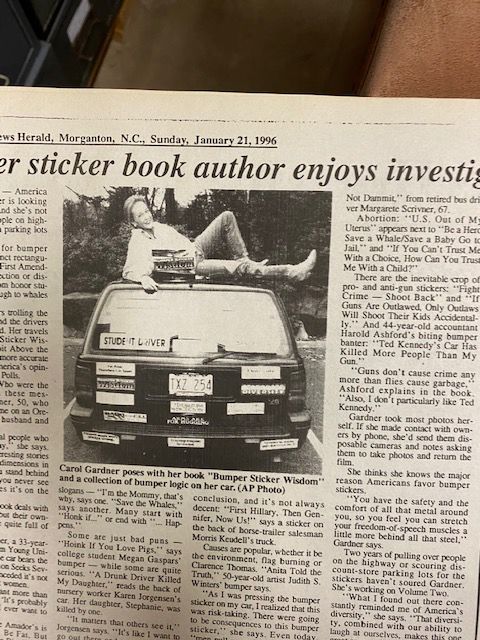 ews Herald, Morganton, N.C., Sunday, January 21, 1996
er sticker book author enjoys investig
— America
er is looking
nd she's not
ple on high-
parking lots
for bumper
nct rectangu-
First Amend-
ction or dis-
om honor stu-
ugh to whales
rs trolling the
nd the drivers
d. Her travels
Sticker Wis-
it Above the
more accurate
erica's opin-
Polls.
Who were the
these mes-
ner, 50, who
me on an Ore-
husband and
al people who
ry," she says.
eresting stories
dimensions in
u stand behind
you never see
es it's on the
ook deals with
out their own-
quite full of
er, a 33-year-
on Young Uni-
e car bears the
on Seeks Sev-
eeded it's not
s women.
nt more than
"It's probably
I ever want to
Amador's is
Be Fat, But
STUDENT DRIVER
TXZ 254
Wisdom
Carol Gardner poses with her book "Bumper Sticker Wisdom"
and a collection of bumper logic on her car. (AP Photo)
slogans — "I'm the Mommy, that's
why, says one. "Save the Whales,"
says another. Many start with
"Honk if..." or end with "... Hap-
pens."
Some are just bad puns —
"Hoink If You Love Pigs," says
college student Megan Gaspar's
bumper — while some are quite
serious. "A Drunk Driver Killed
My Daughter," reads the back of
nursery worker Karen Jorgensen's
car. Her daughter, Stephanie, was
killed by one.
"It matters that others see it,"
Jorgensen says. "It's like I want to
go out there
conclusion, and it's not always
decent: "First Hillary, Then Gen-
nifer, Now Us!" says a sticker on
the back of horse-trailer salesman
Morris Keudell's truck.
Causes are popular, whether it be
the environment, flag burning or
Clarence Thomas. "Anita Told the
Truth," 50-year-old artist Judith S.
Winters' bumper says.
"As I was pressing the bumper
sticker on my car, I realized that this
was risk-taking. There were going
to be consequences to this bumper
sticker," she says. Even today
Not Dammit," from retired bus dri-
ver Margarete Scrivner, 67.
Abortion: "U.S. Out of My
Uterus" appears next to "Be a Hero
Save a Whale/Save a Baby Go to
Jail," and "If You Can't Trust Me
With a Choice, How Can You Trust
Me With a Child?"
There are the inevitable crop of
pro- and anti-gun stickers: "Fight
Crime — Shoot Back" and "If
Guns Are Outlawed, Only Outlaws
Will Shoot Their Kids Accidental-
ly." And 44-year-old accountant
Harold Ashford's biting bumper
banter: "Ted Kennedy's Car Has
Killed More People Than My
Gun."
"Guns don't cause crime any
more than flies cause garbage,"
Ashford explains in the book.
"Also, I don't particularly like Ted
Kennedy."
Gardner took most photos her-
self. If she made contact with own-
ers by phone, she'd send them dis-
posable cameras and notes asking
them to take photos and return the
film.
She thinks she knows the major
reason Americans favor bumper
stickers.
"You have the safety and the
comfort of all that metal around
you, so you feel you can stretch
your freedom-speech muscles a
little more behind all that steel,"
Gardner says.
Two years of pulling over people
on the highway or scouring dis-
count-store parking lots for the
stickers haven't soured Gardner.
She's working on Volume Two.
"What I found out there con-
stantly reminded me of America's
diversity," she says. "That diversi-
ty, combined with our ability to
laugh at ourselves, makes this one